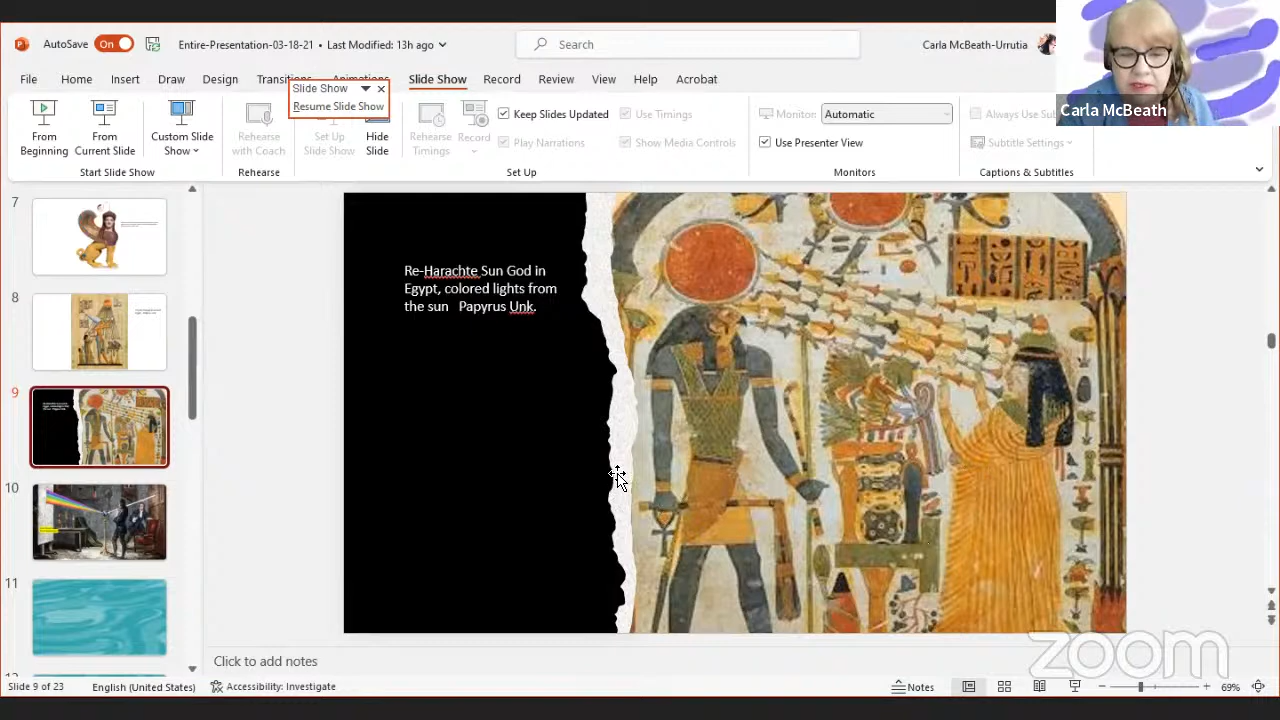 AutoSave On Entire-Presentation-03-18-21 • Last Modified: 13h ago Search Carla McBeath-Urrutia
File Home Insert Draw Design Transitions Animations Slide Show Record Review View Help Acrobat
Slide Show
Resume Slide Show
From Beginning
From Current Slide
Custom Slide Show
Start Slide Show
Rehearse with Coach
Rehearse
Set Up Slide Show
Hide Slide
Rehearse Timings
Record
Keep Slides Updated
Play Narrations
Use Timings
Show Media Controls
Set Up
Monitor: Automatic
Use Presenter View
Monitors
Always Use Sub
Subtitle Settings
Captions & Subtitles
Carla McBeath
7
8
9
10
11
Re-Harachte Sun God in
Egypt, colored lights from
the sun Papyrus Unk.
Click to add notes
zoom
Slide 9 of 23 English (United States) Accessibility: Investigate Notes 69%